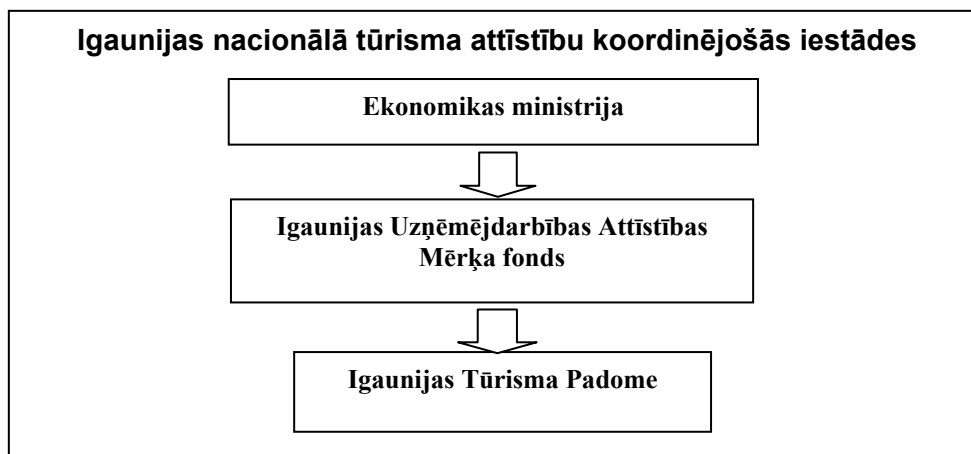 Igaunijas nacionālā tūrisma attīstību koordinējošās iestādes
Ekonomikas ministrija
Igaunijas Uzņēmējdarbības Attīstības
Mērķa fonds
Igaunijas Tūrisma Padome